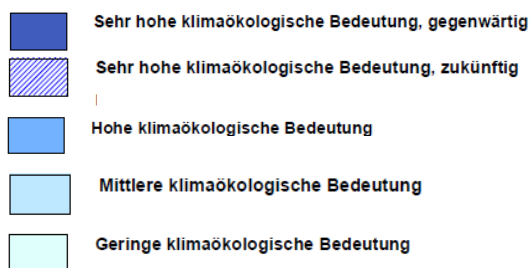 Sehr hohe klimaökologische Bedeutung, gegenwärtig
Sehr hohe klimaökologische Bedeutung, zukünftig
Hohe klimaökologische Bedeutung
Mittlere klimaökologische Bedeutung
Geringe klimaökologische Bedeutung